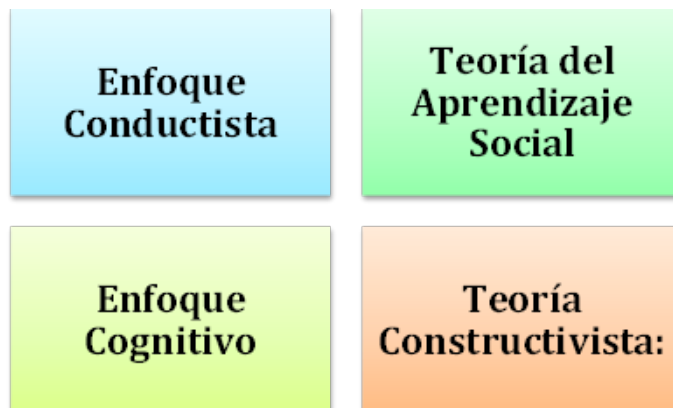 Enfoque
Conductista
Teoría del
Aprendizaje
Social
Enfoque
Cognitivo
Teoría
Constructivista: